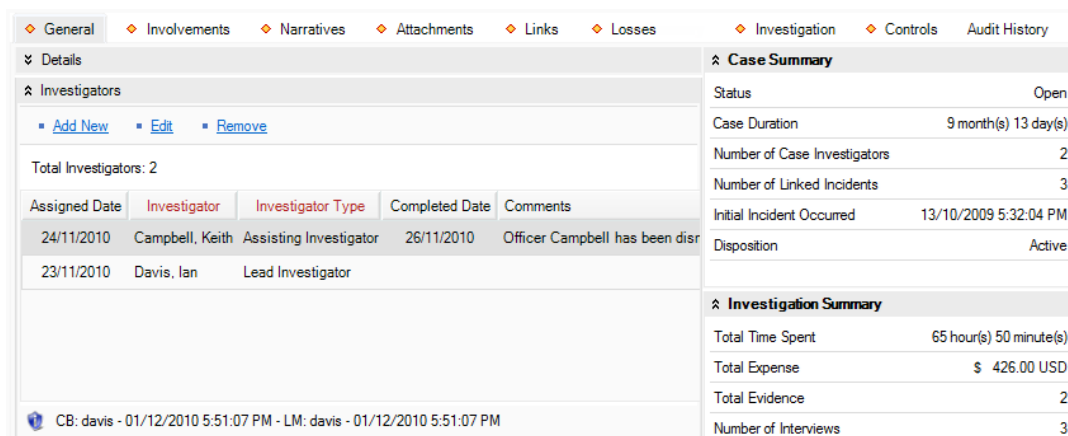 General Involvements Narratives Attachments Links Losses Investigation Controls Audit History
Details
Investigators
Add New Edit Remove
Total Investigators: 2
Assigned Date Investigator Investigator Type Completed Date Comments
24/11/2010 Campbell, Keith Assisting Investigator 26/11/2010 Officer Campbell has been
23/11/2010 Davis, Ian Lead Investigator
CB: davis - 01/12/2010 5:51:07 PM - LM: davis - 01/12/2010 5:51:07 PM
Case Summary
Status Open
Case Duration 9 month(s) 13 day(s)
Number of Case Investigators 2
Number of Linked Incidents 3
Initial Incident Occurred 13/10/2009 5:32:04 PM
Disposition Active
Investigation Summary
Total Time Spent 65 hour(s) 50 minute(s)
Total Expense $ 426.00 USD
Total Evidence 2
Number of Interviews 3